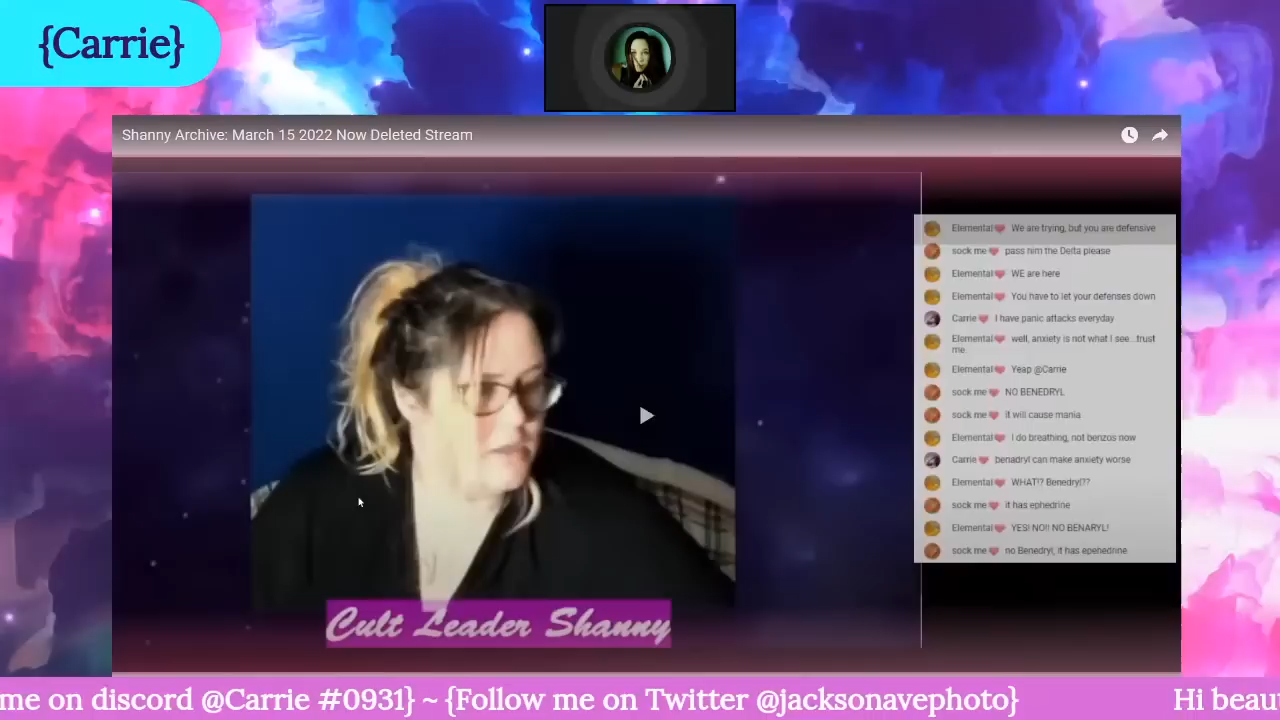 {Carrie}
Shanny Archive: March 15 2022 Now Deleted Stream
Elemental We are trying, but you are defensive
sock me pass him the Delta please
Elemental WE are here
Elemental You have to let your defenses down
Carrie I have panic attacks everyday
Elemental well, anxiety is not what I see...trust
me.
Elemental Yeap @Carrie
sock me NO BENEDRYL
sock me it will cause mania
Elemental I do breathing, not benzos now
Carrie benadryl can make anxiety worse
Elemental WHAT!? Benedryl??
sock me it has ephedrine
Elemental YES! NO!! NO BENARYL!
sock me no Benedryl, it has epehedrine
Cult Leader Shanny
me on discord @Carrie #0931} ~ {Follow me on Twitter @jacksonavephoto} Hi beau